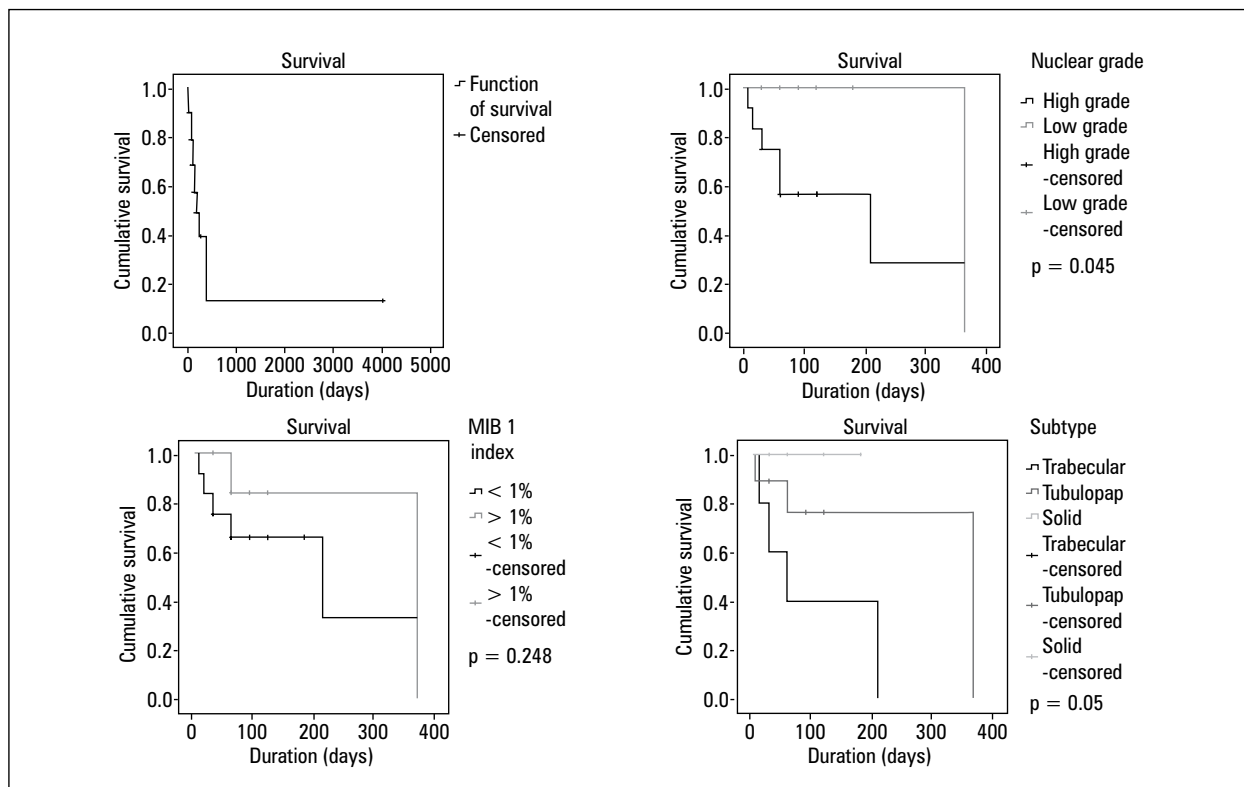 Survival
Cumulative survival
1.0
0.8
0.6
0.4
0.2
0.0
0 1000 2000 3000 4000 5000
Duration (days)
Function
of survival
Censored
Survival
Cumulative survival
1.0
0.8
0.6
0.4
0.2
0.0
0 100 200 300 400
Duration (days)
Nuclear grade
High grade
Low grade
High grade
-censored
Low grade
-censored
p = 0.045
Survival
Cumulative survival
1.0
0.8
0.6
0.4
0.2
0.0
0 100 200 300 400
Duration (days)
MIB 1
index
< 1%
> 1%
< 1%
-censored
> 1%
-censored
p = 0.248
Survival
Cumulative survival
1.0
0.8
0.6
0.4
0.2
0.0
0 100 200 300 400
Duration (days)
Subtype
Trabecular
Tubulopap
Solid
Trabecular
-censored
Tubulopap
-censored
Solid
-censored
p = 0.05